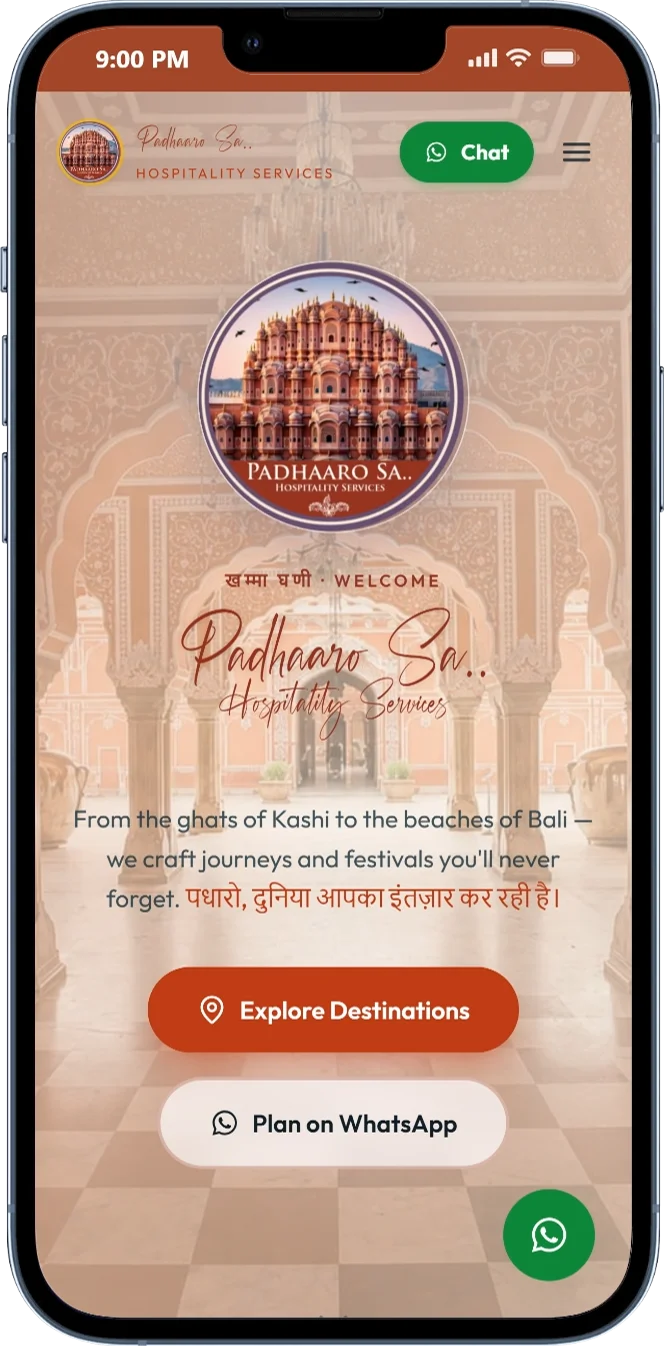 9:00 PM
Padhaaro Sa..
HOSPITALITY SERVICES
Chat
PADHAARO SA..
HOSPITALITY SERVICES
खम्मा घणी · WELCOME
Padhaaro Sa..
Hospitality Services
From the ghats of Kashi to the beaches of Bali —
we craft journeys and festivals you'll never
forget. पधारो, दुनिया आपका इंतज़ार कर रही है।
Explore Destinations
Plan on WhatsApp